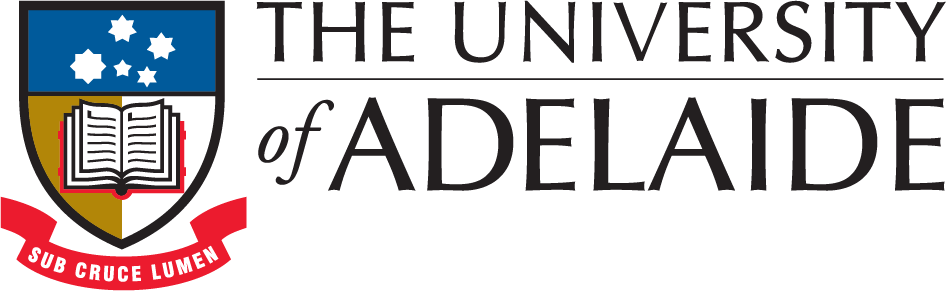 THE UNIVERSITY
of ADELAIDE
SUB CRUCE LUMEN